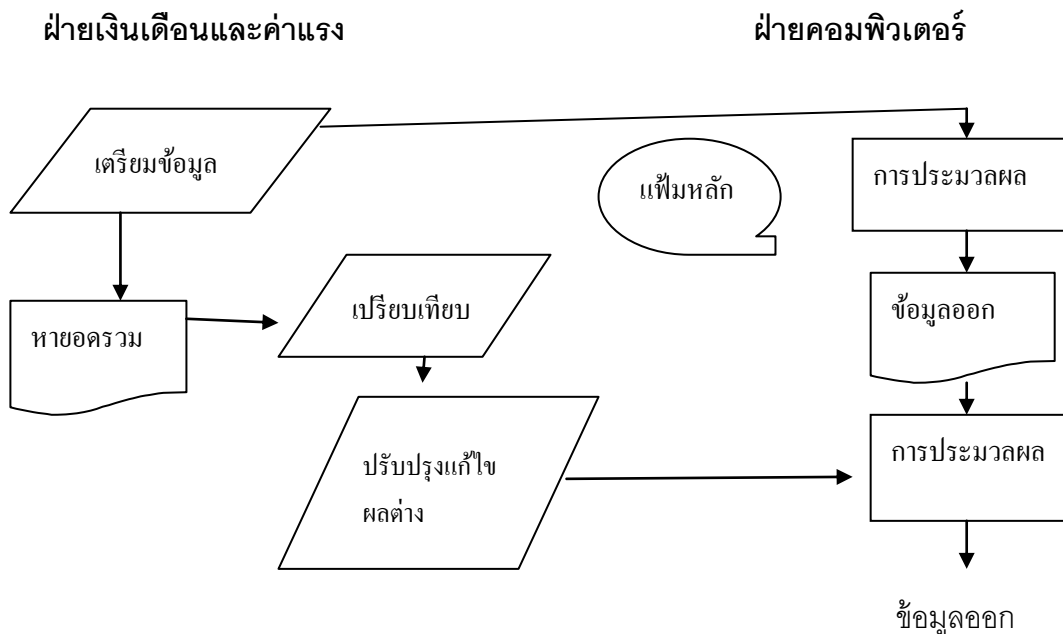 ฝ่ายเงินเดือนและค่าแรง
ฝ่ายคอมพิวเตอร์
เตรียมข้อมูล
แฟ้มหลัก
การประมวลผล
หายอดรวม
เปรียบเทียบ
ข้อมูลออก
ปรับปรุงแก้ไข
ผลต่าง
การประมวลผล
ข้อมูลออก